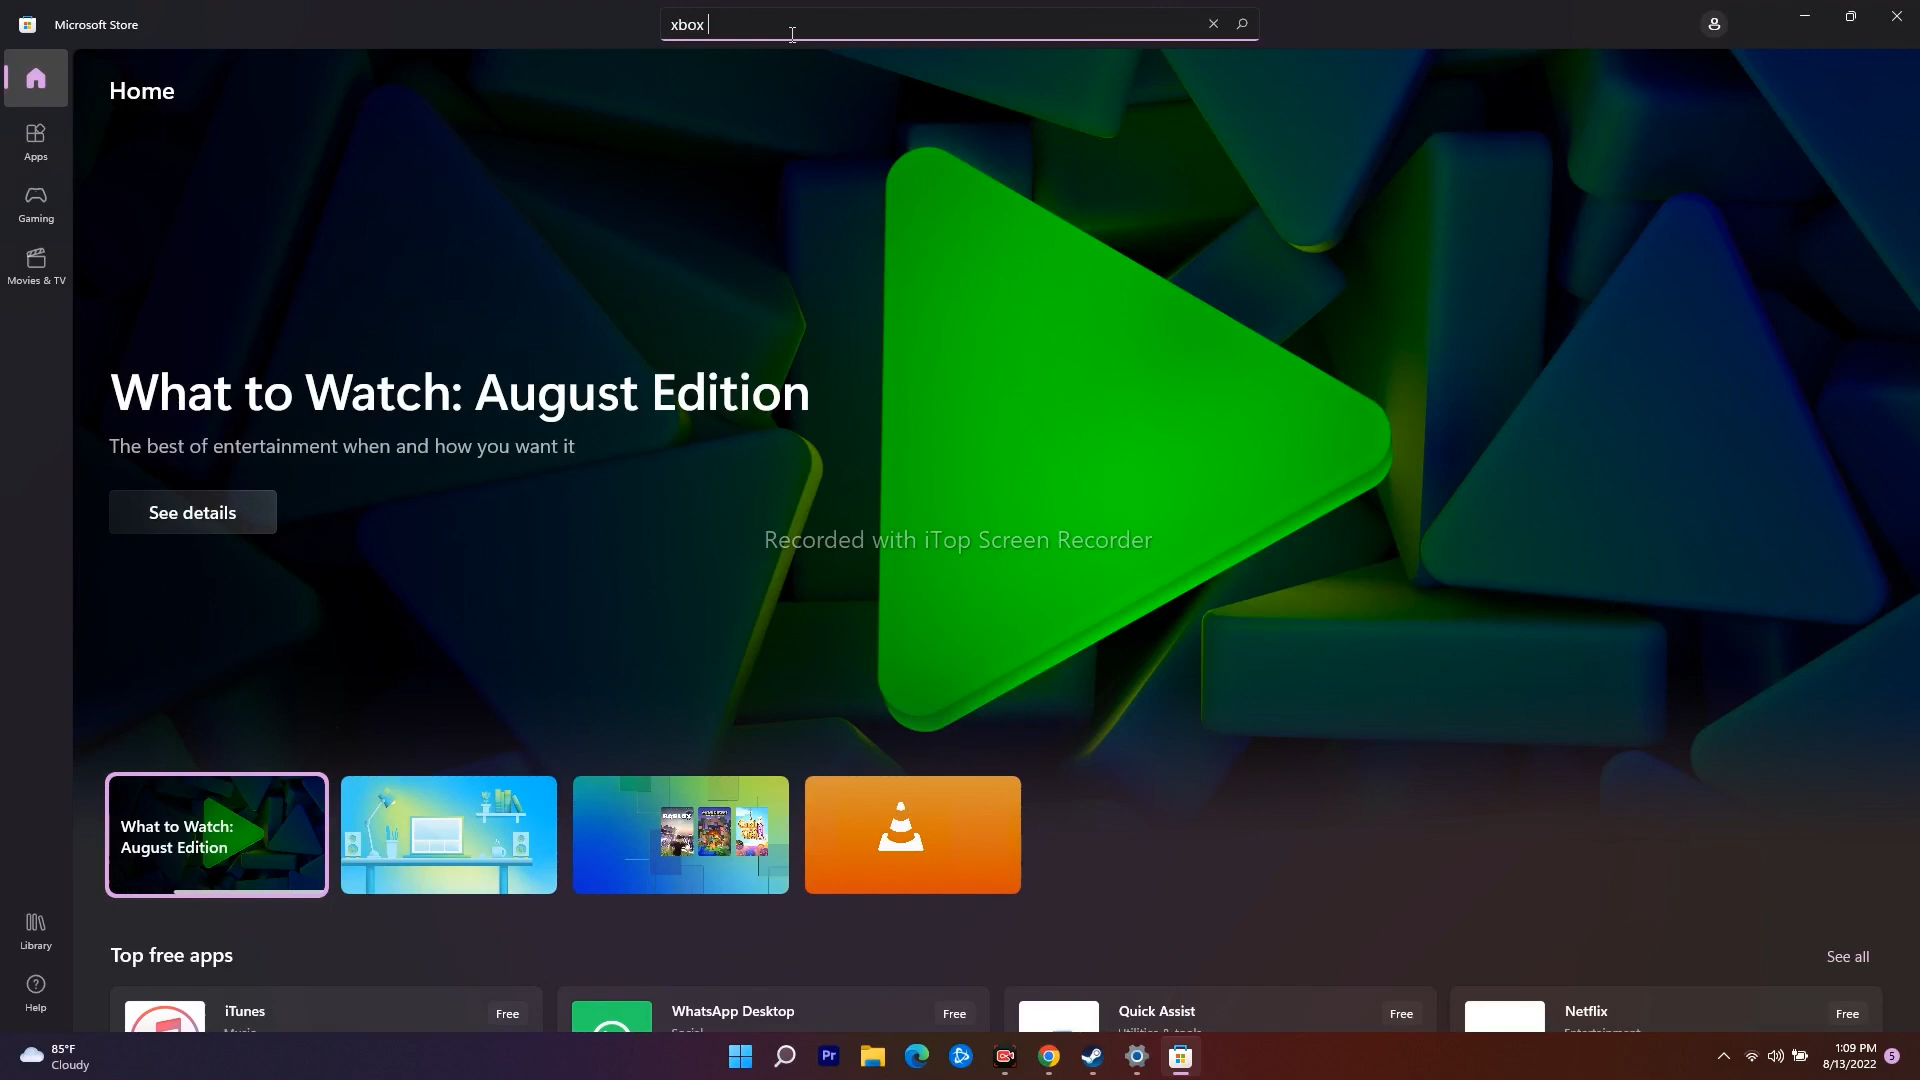 Microsoft Store
xbox
Home
Apps
Gaming
Movies & TV
What to Watch: August Edition
The best of entertainment when and how you want it
See details
Recorded with iTop Screen Recorder
What to Watch:
August Edition
Library
Help
Top free apps
See all
iTunes
Free
WhatsApp Desktop
Free
Quick Assist
Free
Netflix
Free
85°F
Cloudy
Pr
1:09 PM
8/13/2022
5